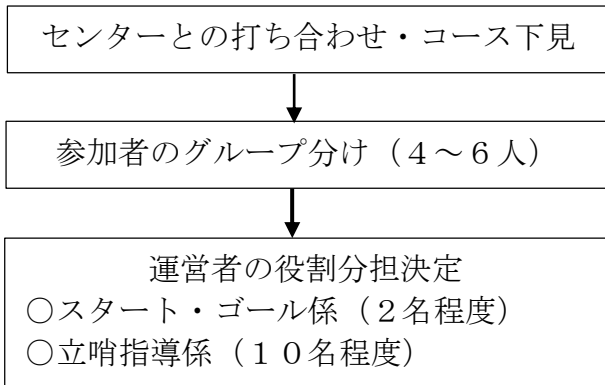 センターとの打ち合わせ・コース下見
参加者のグループ分け（４～６人）
運営者の役割分担決定
○スタート・ゴール係（２名程度）
○立哨指導係（１０名程度）